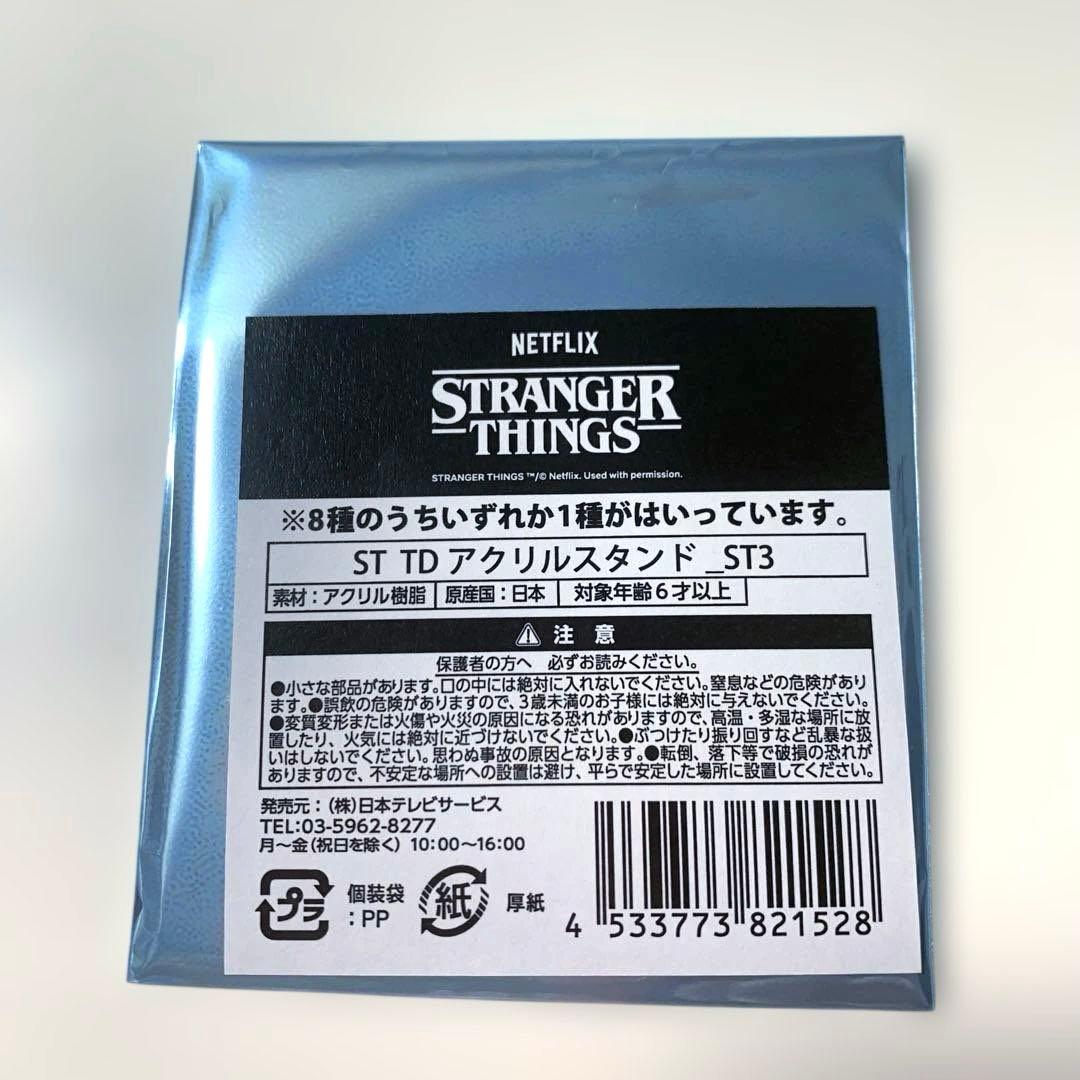 NETFLIX
STRANGER
THINGS
STRANGER THINGS ™/© Netflix. Used with permission.
※8種のうちいずれか1種がはいっています。
ST TD アクリルスタンド _ST3
素材：アクリル樹脂 原産国：日本 対象年齢6才以上
注 意
保護者の方へ 必ずお読みください。
●小さな部品があります。口の中には絶対に入れないでください。窒息などの危険があり
ます。●誤飲の危険がありますので、3歳未満のお子様には絶対に与えないでください。
●変質変形または火傷や火災の原因になる恐れがありますので、高温・多湿な場所に放
置したり、火気には絶対に近づけないでください。●ぶつけたり振り回すなど乱暴な扱
いはしないでください。思わぬ事故の原因となります。●転倒、落下等で破損の恐れが
ありますので、不安定な場所への設置は避け、平らで安定した場所に設置してください。
発売元：（株）日本テレビサービス
TEL:03-5962-8277
月～金（祝日を除く） 10：00～16：00
プラ 個装袋
：PP
紙 厚紙
4 533773 821528